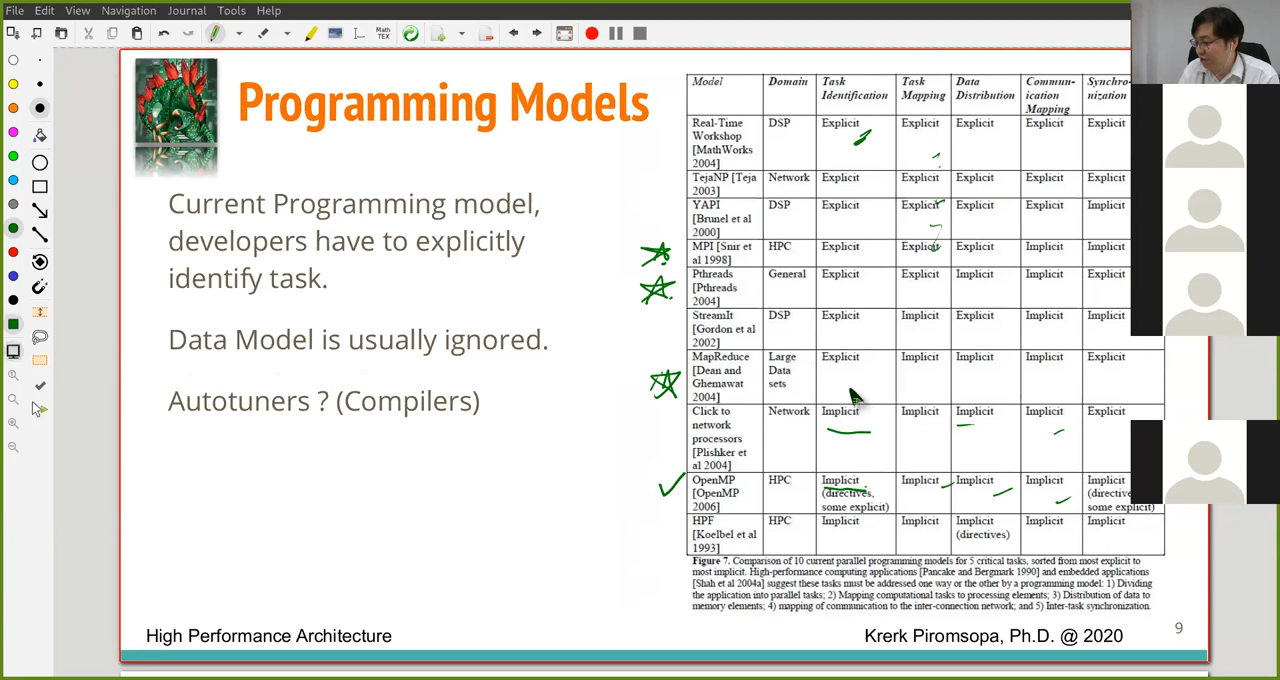 File Edit View Navigation Journal Tools Help
Math
TEX
Programming Models
Current Programming model,
developers have to explicitly
identify task.
Data Model is usually ignored.
Autotuners ? (Compilers)
Model Domain Task Identification Task Mapping Data Distribution Commun-ication Mapping Synchro-nization
Real-Time Workshop [MathWorks 2004] DSP Explicit Explicit Explicit Explicit Explicit
TejaNP [Teja 2003] Network Explicit Explicit Explicit Explicit Explicit
YAPI [Brunel et al 2000] DSP Explicit Explicit Explicit Explicit Implicit
MPI [Snir et al 1998] HPC Explicit Explicit Explicit Implicit Implicit
Pthreads [Pthreads 2004] General Explicit Explicit Implicit Implicit Explicit
StreamIt [Gordon et al 2002] DSP Explicit Implicit Explicit Implicit Implicit
MapReduce [Dean and Ghemawat 2004] Large Data sets Explicit Implicit Implicit Implicit Explicit
Click to network processors [Plishker et al 2004] Network Implicit Implicit Implicit Implicit Explicit
OpenMP [OpenMP 2006] HPC Implicit (directives, some explicit) Implicit Implicit Implicit Implicit (directive some explicit)
HPF [Koelbel et al 1993] HPC Implicit Implicit Implicit (directives) Implicit Implicit
Figure 7. Comparison of 10 current parallel programming models for 5 critical tasks, sorted from most explicit to
most implicit. High-performance computing applications [Pancake and Bergmark 1990] and embedded applications
[Shah et al 2004a] suggest these tasks must be addressed one way or the other by a programming model: 1) Dividing
the application into parallel tasks; 2) Mapping computational tasks to processing elements; 3) Distribution of data to
memory elements; 4) mapping of communication to the inter-connection network; and 5) Inter-task synchronization.
High Performance Architecture
Krerk Piromsopa, Ph.D. @ 2020
9